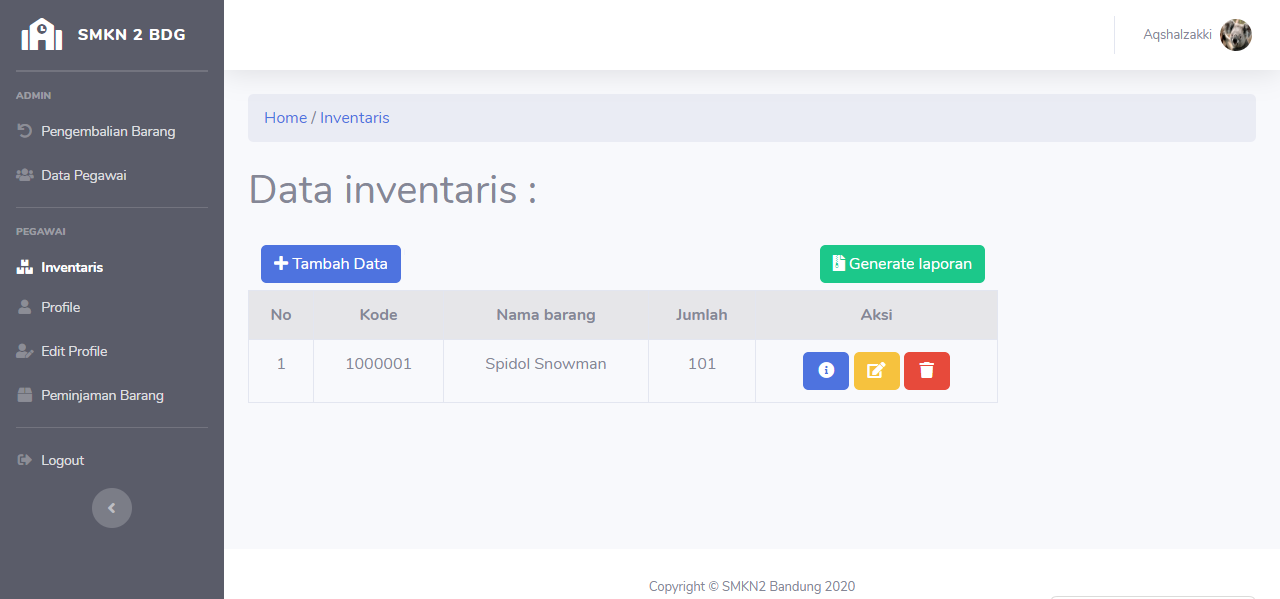 SMKN 2 BDG
Aqshalzakki
ADMIN
Pengembalian Barang
Data Pegawai
PEGAWAI
Inventaris
Profile
Edit Profile
Peminjaman Barang
Logout
Home / Inventaris
Data inventaris :
Tambah Data
Generate laporan
No Kode Nama barang Jumlah Aksi
1 1000001 Spidol Snowman 101
Copyright © SMKN2 Bandung 2020